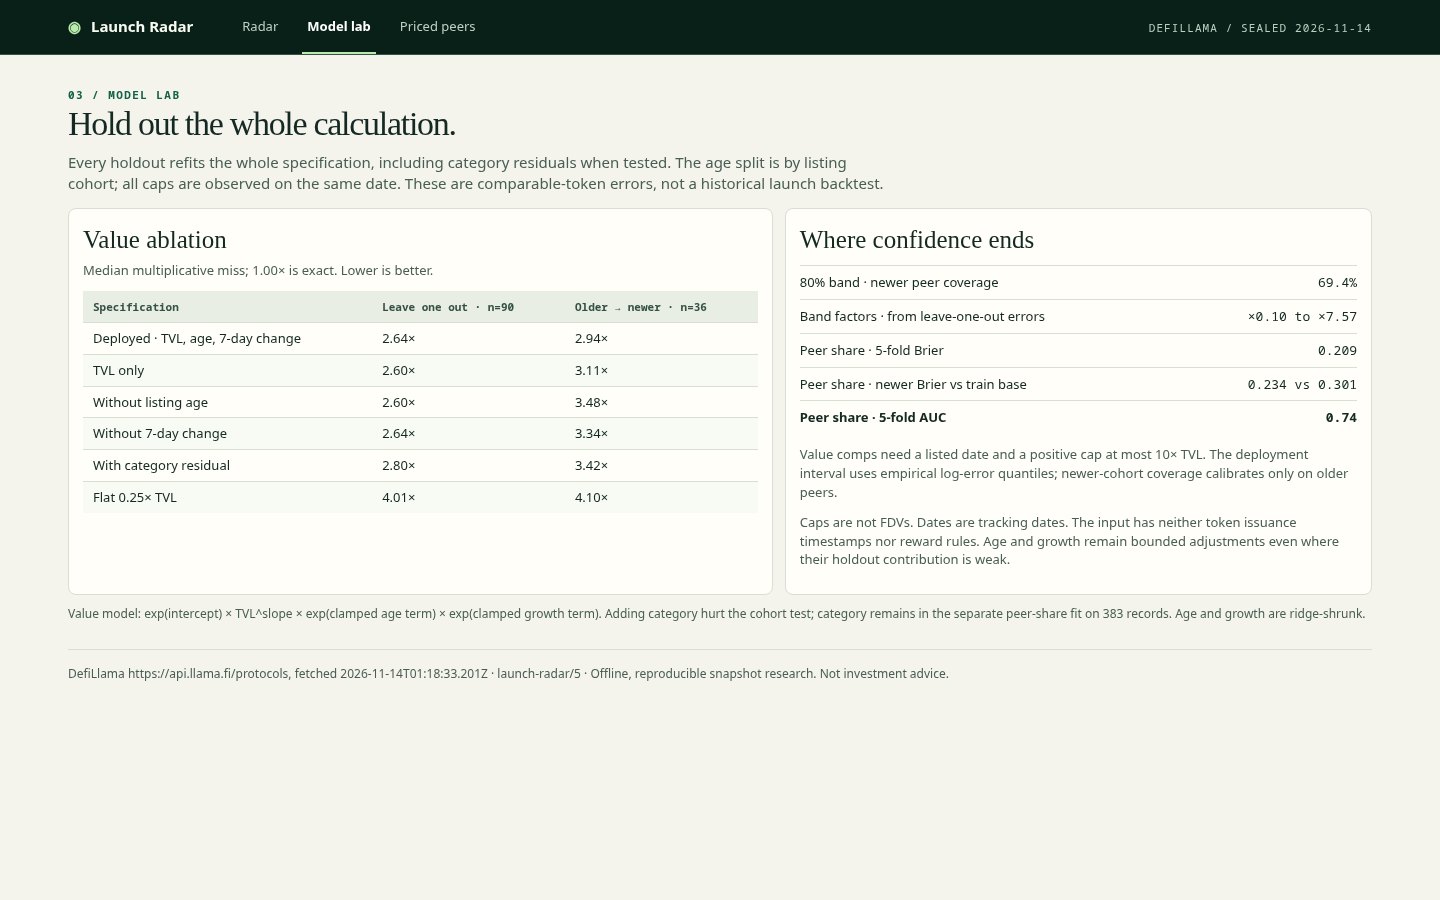 ◉ Launch Radar
Radar
Model lab
Priced peers
DEFILLAMA / SEALED 2026-11-14
03 / MODEL LAB
Hold out the whole calculation.
Every holdout refits the whole specification, including category residuals when tested. The age split is by listing
cohort; all caps are observed on the same date. These are comparable-token errors, not a historical launch backtest.
Value ablation
Median multiplicative miss; 1.00× is exact. Lower is better.
Specification Leave one out · n=90 Older → newer · n=36
Deployed · TVL, age, 7-day change 2.64× 2.94×
TVL only 2.60× 3.11×
Without listing age 2.60× 3.48×
Without 7-day change 2.64× 3.34×
With category residual 2.80× 3.42×
Flat 0.25× TVL 4.01× 4.10×
Where confidence ends
80% band · newer peer coverage 69.4%
Band factors · from leave-one-out errors ×0.10 to ×7.57
Peer share · 5-fold Brier 0.209
Peer share · newer Brier vs train base 0.234 vs 0.301
Peer share · 5-fold AUC 0.74
Value comps need a listed date and a positive cap at most 10× TVL. The deployment
interval uses empirical log-error quantiles; newer-cohort coverage calibrates only on older
peers.
Caps are not FDVs. Dates are tracking dates. The input has neither token issuance
timestamps nor reward rules. Age and growth remain bounded adjustments even where
their holdout contribution is weak.
Value model: exp(intercept) × TVL^slope × exp(clamped age term) × exp(clamped growth term). Adding category hurt the cohort test; category remains in the separate peer-share fit on 383 records. Age and growth are ridge-shrunk.
DefiLlama https://api.llama.fi/protocols, fetched 2026-11-14T01:18:33.201Z · launch-radar/5 · Offline, reproducible snapshot research. Not investment advice.